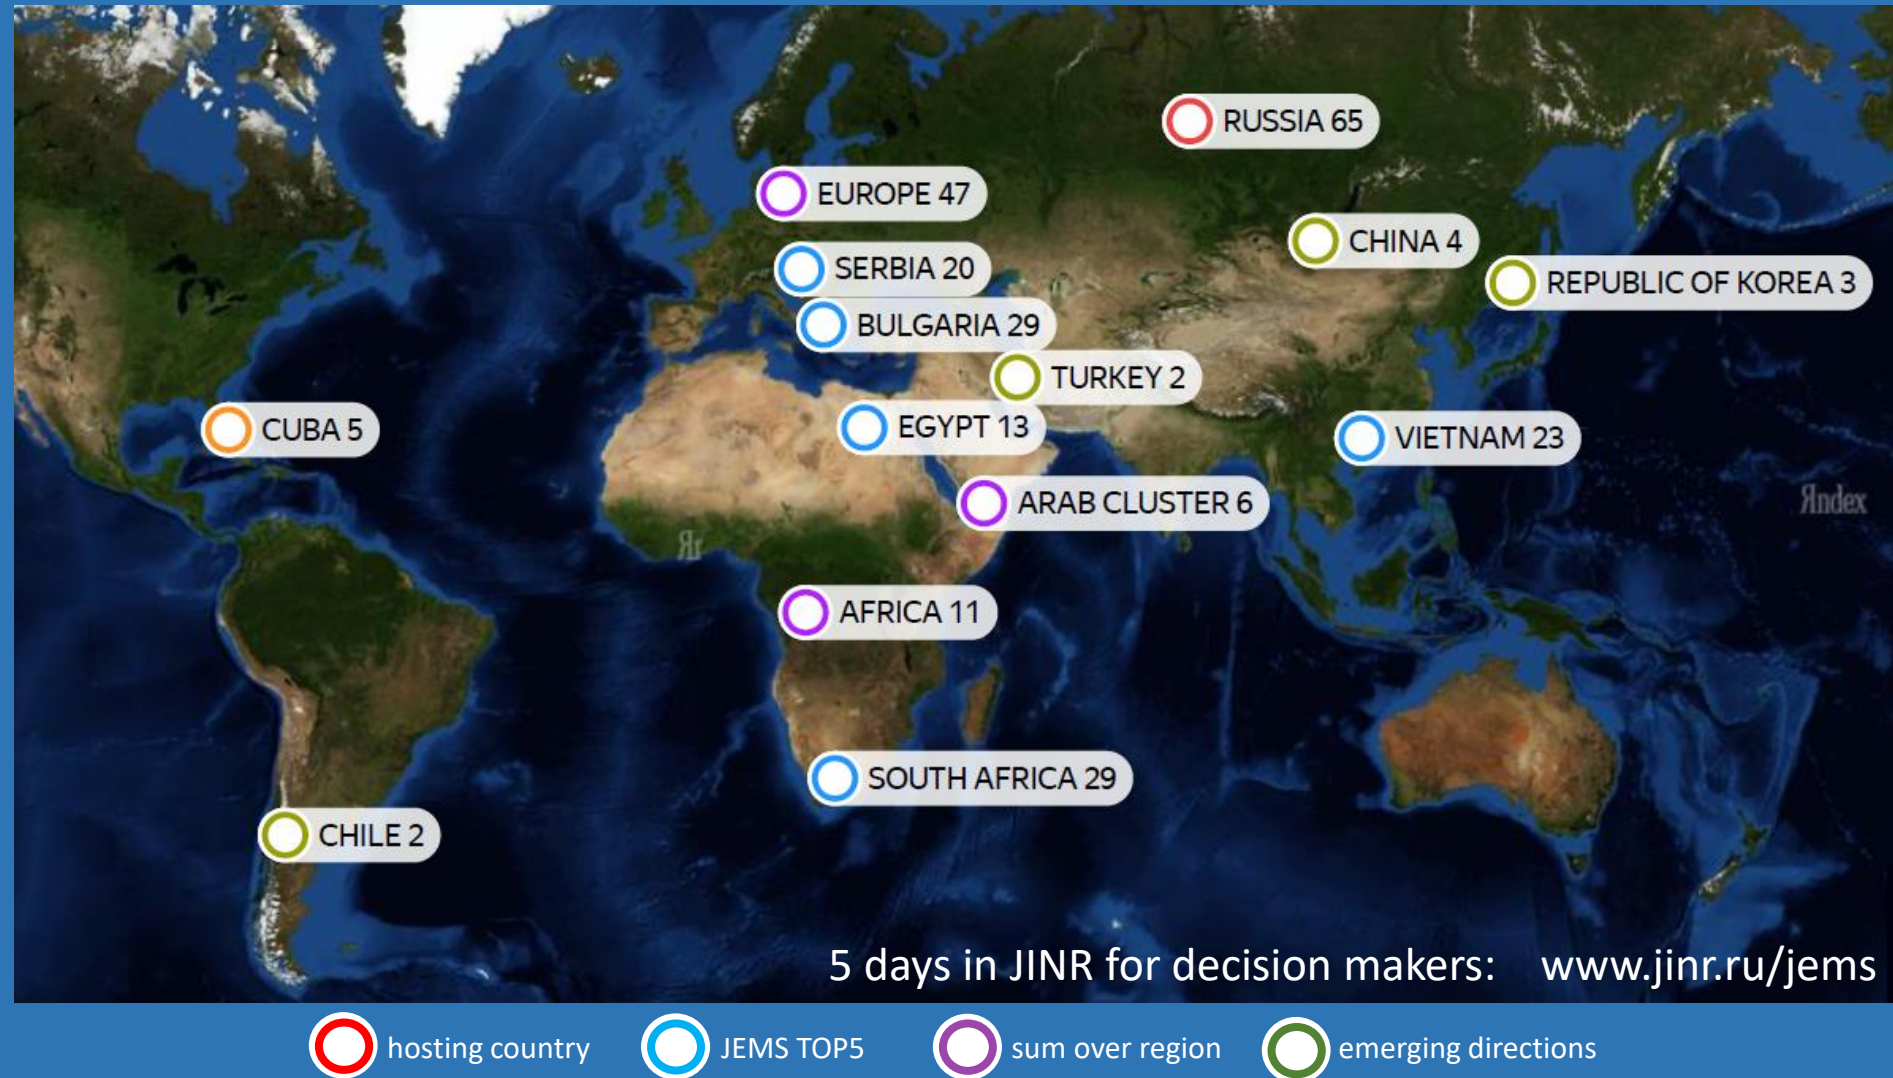 RUSSIA 65
EUROPE 47
CHINA 4
SERBIA 20
REPUBLIC OF KOREA 3
BULGARIA 29
TURKEY 2
CUBA 5
EGYPT 13
VIETNAM 23
ARAB CLUSTER 6
Яndex
Яı
AFRICA 11
SOUTH AFRICA 29
CHILE 2
5 days in JINR for decision makers: www.jinr.ru/jems
hosting country
JEMS TOP5
sum over region
emerging directions